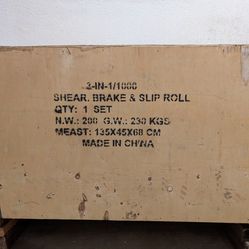 3-IN-1/1000
SHEAR. BRAKE & SLIP ROLL
QTY: 1 SET
N.W.: 200 G.W.: 230 KGS
MEAST: 135X45X68 CM
MADE IN CHINA